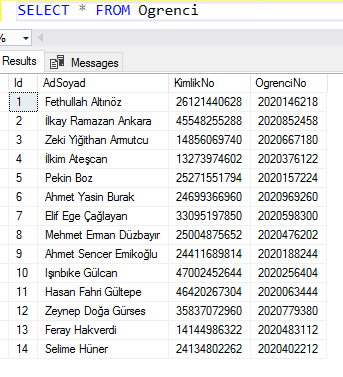 SELECT * FROM Ogrenci
%
Results Messages
Id AdSoyad KimlikNo OgrenciNo
1 Fethullah Altınöz 26121440628 2020146218
2 İlkay Ramazan Ankara 45548255288 2020852458
3 Zeki Yiğithan Armutcu 14856069740 2020667180
4 İlkim Ateşcan 13273974602 2020376122
5 Pekin Boz 25271551794 2020157224
6 Ahmet Yasin Burak 24699366960 2020969260
7 Elif Ege Çağlayan 33095197850 2020598300
8 Mehmet Erman Düzbayır 25004875652 2020476202
9 Ahmet Sencer Emikoğlu 24411689814 2020188244
10 Işınbıke Gülcan 47002452644 2020256404
11 Hasan Fahri Gültepe 46420267304 2020063444
12 Zeynep Doğa Gürses 35837072960 2020779380
13 Feray Hakverdi 14144986322 2020483112
14 Selime Hüner 24134802262 2020402212